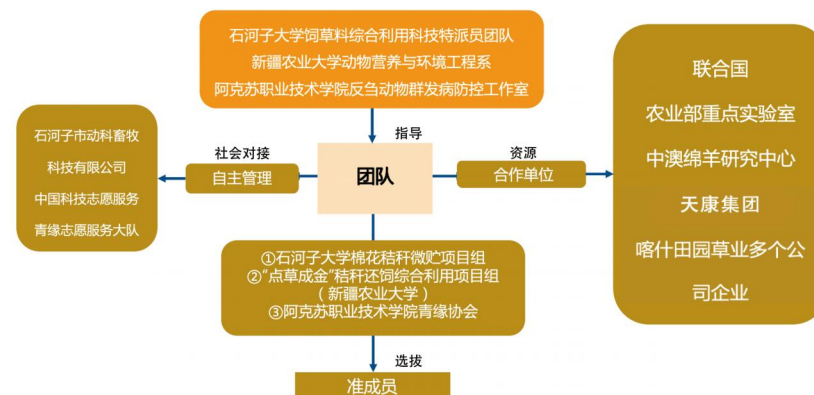 石河子大学饲草料综合利用科技特派员团队
新疆农业大学动物营养与环境工程系
阿克苏职业技术学院反刍动物群发病防控工作室
指导
石河子市动科畜牧
科技有限公司
中国科技志愿服务
青缘志愿服务大队
社会对接
自主管理
团队
资源
合作单位
联合国
农业部重点实验室
中澳绵羊研究中心
天康集团
喀什田园草业多个公
司企业
①石河子大学棉花秸秆微贮项目组
②“点草成金”秸秆还饲综合利用项目组
（新疆农业大学）
③阿克苏职业技术学院青缘协会
选拔
准成员